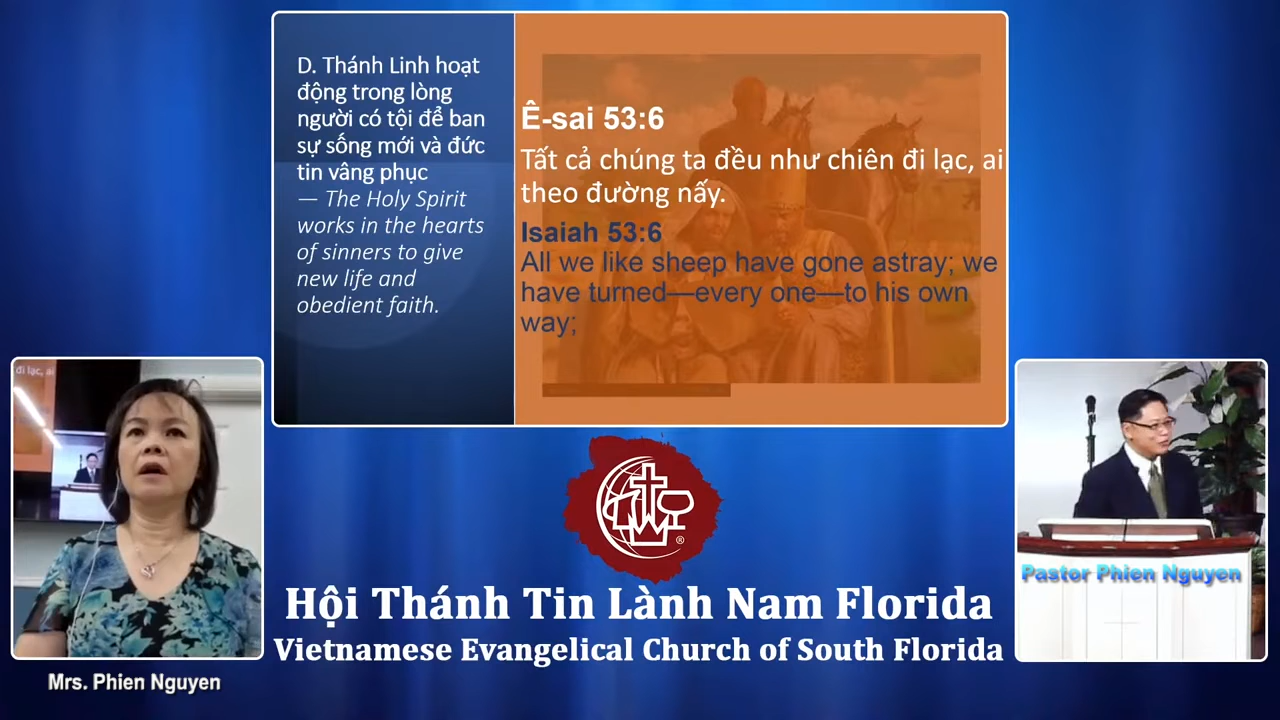 D. Thánh Linh hoạt
động trong lòng
người có tội để ban
sự sống mới và đức
tin vâng phục
— The Holy Spirit
works in the hearts
of sinners to give
new life and
obedient faith.
Ê-sai 53:6
Tất cả chúng ta đều như chiên đi lạc, ai
theo đường nấy.
Isaiah 53:6
All we like sheep have gone astray; we
have turned—every one—to his own
way;
đi lạc, ai
®
Pastor Phien Nguyen
Hội Thánh Tin Lành Nam Florida
Vietnamese Evangelical Church of South Florida
Mrs. Phien Nguyen